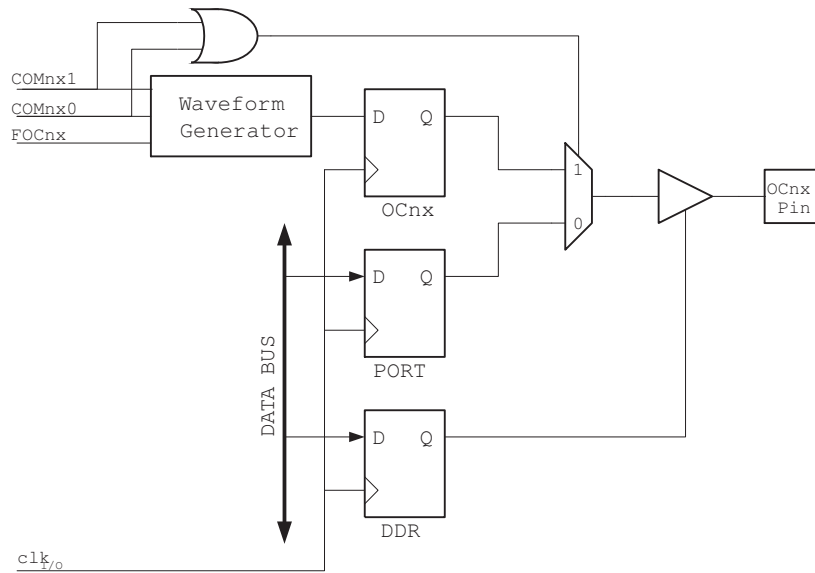 COMnx1
COMnx0
FOCnx
Waveform
Generator
D Q
OCnx
1
0
OCnx
Pin
D Q
PORT
DATA BUS
D Q
DDR
clkI/O